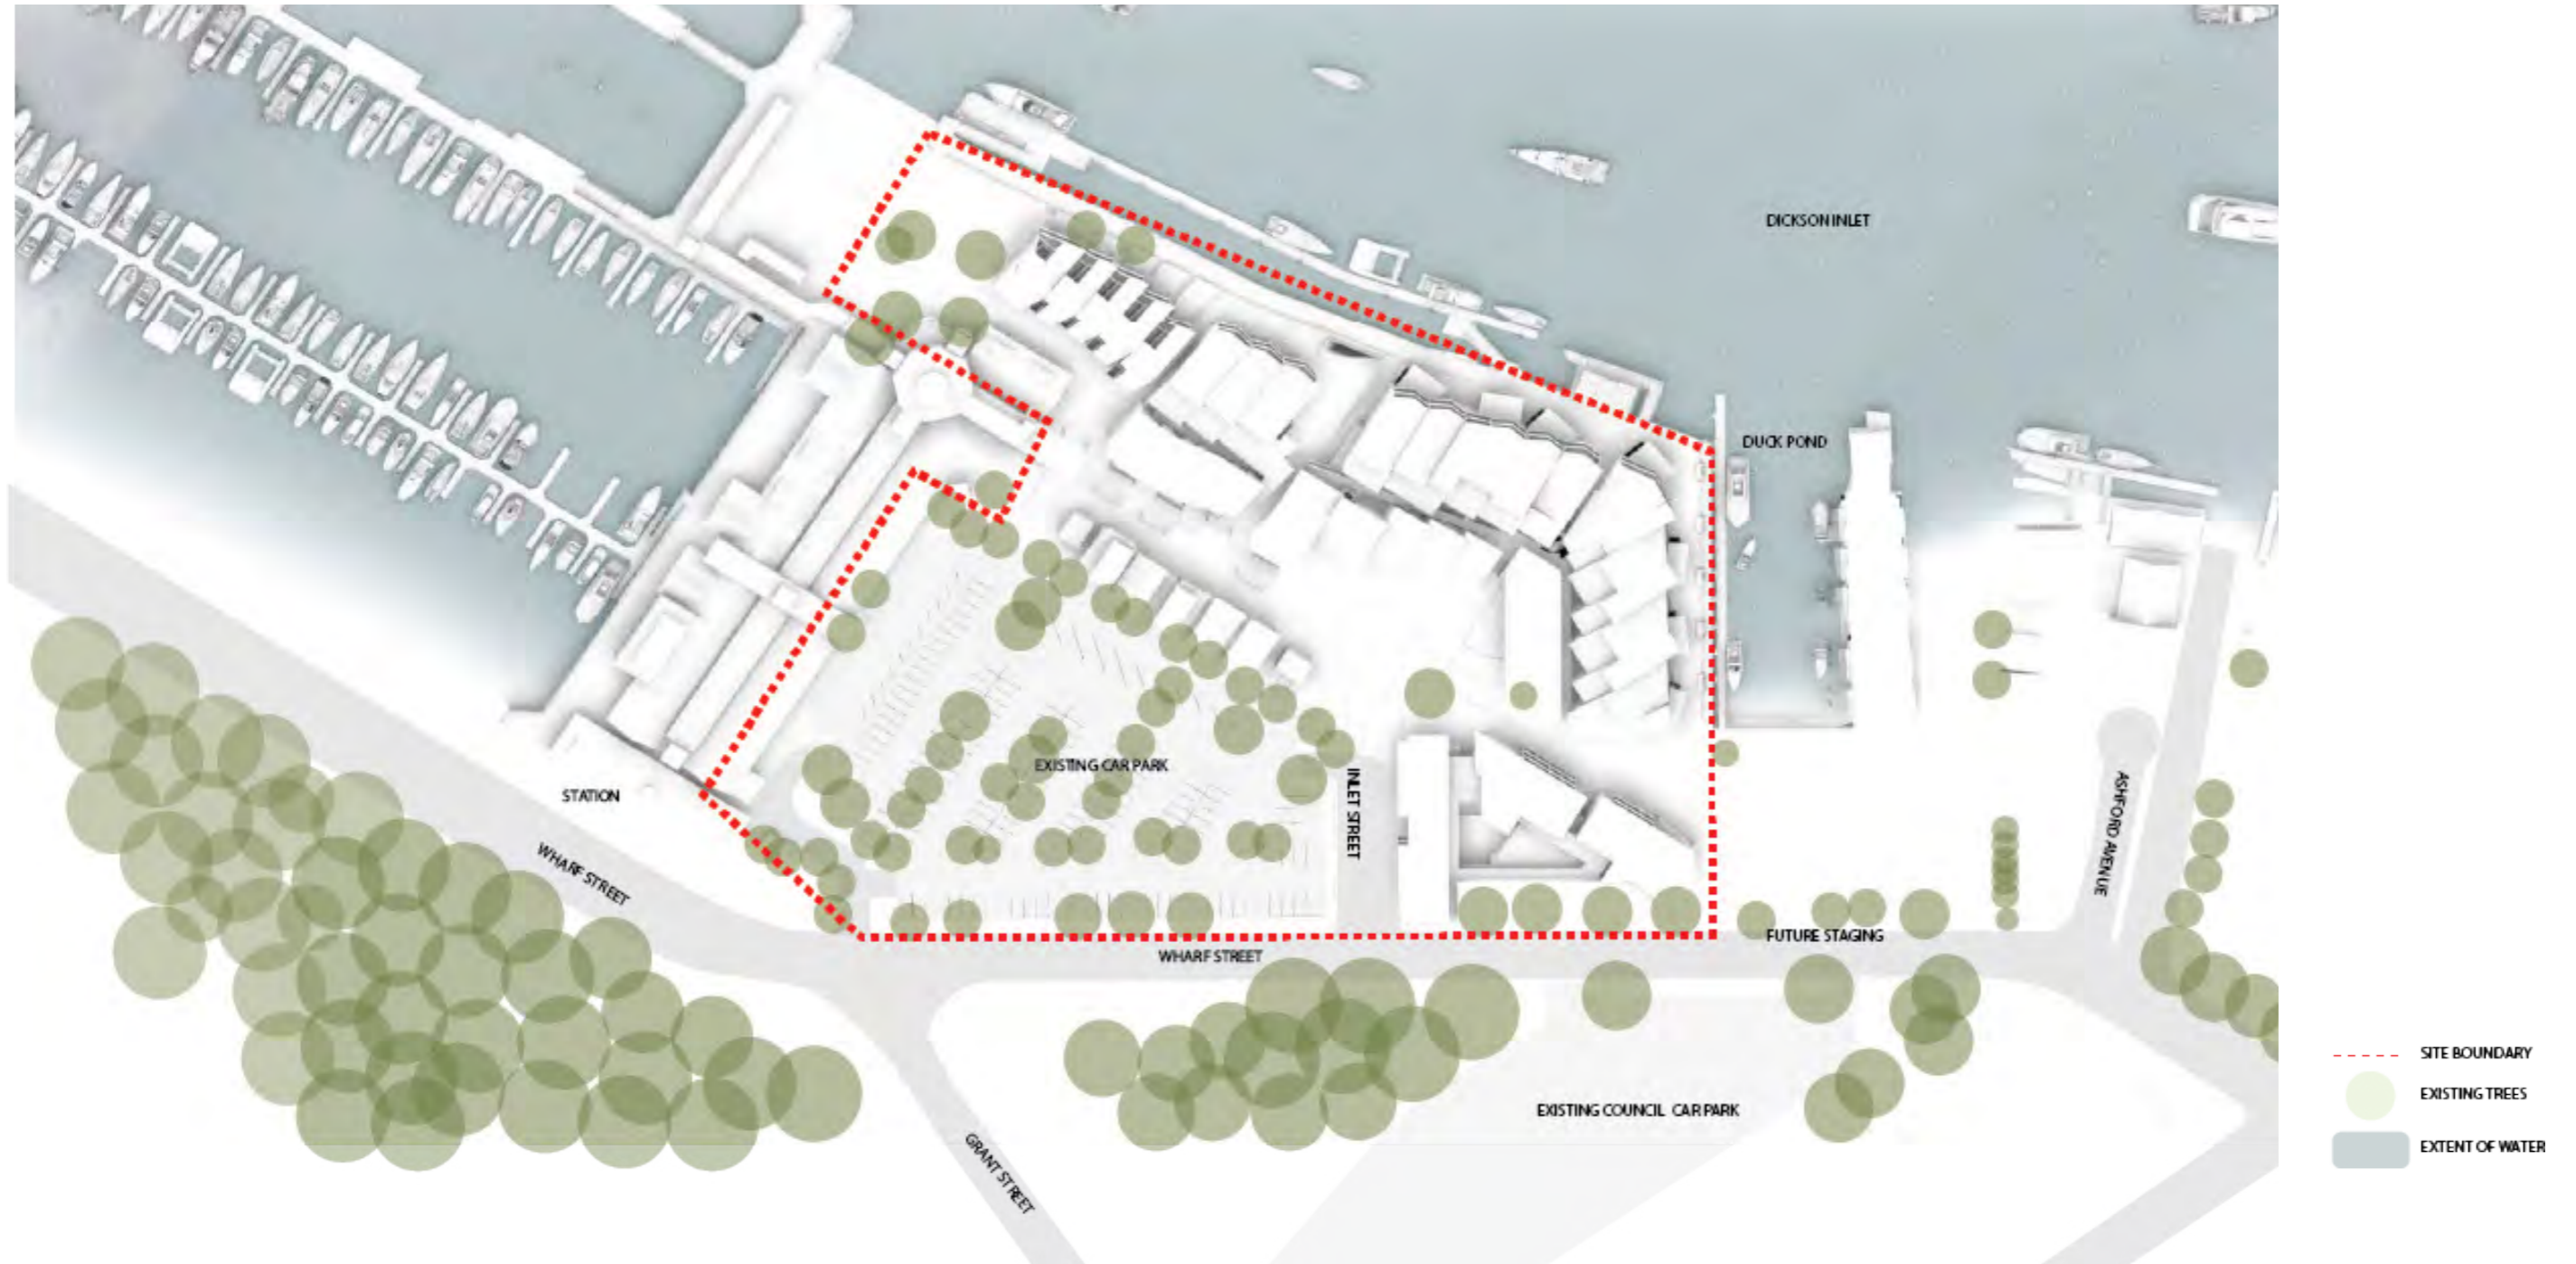 DICKSON INLET
DUCK POND
EXISTING CAR PARK
STATION
INLET STREET
ASHFORD AVENUE
WHARF STREET
WHARF STREET
FUTURE STAGING
EXISTING COUNCIL CAR PARK
GRANT STREET
SITE BOUNDARY
EXISTING TREES
EXTENT OF WATER